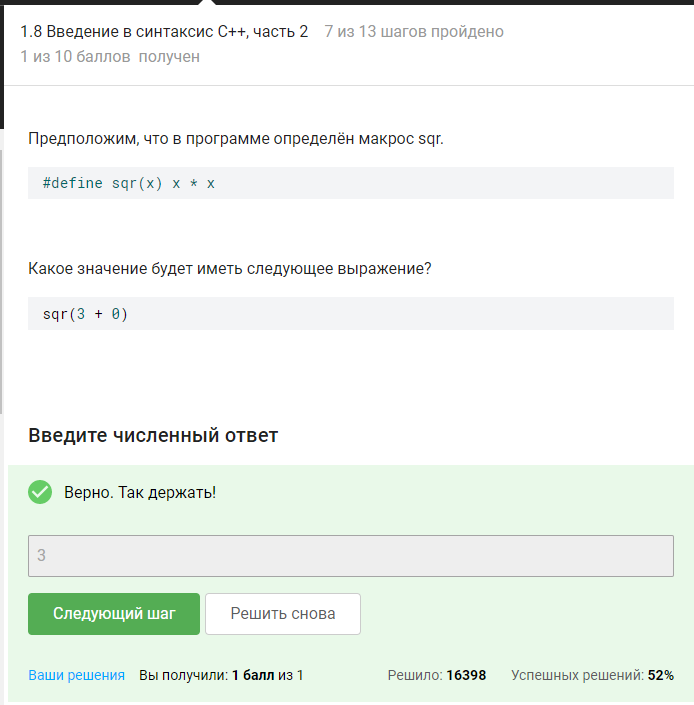 1.8 Введение в синтаксис C++, часть 2 7 из 13 шагов пройдено
1 из 10 баллов получен
Предположим, что в программе определён макрос sqr.
#define sqr(x) x * x
Какое значение будет иметь следующее выражение?
sqr(3 + 0)
Введите численный ответ
Верно. Так держать!
3
Следующий шаг Решить снова
Ваши решения Вы получили: 1 балл из 1 Решило: 16398 Успешных решений: 52%